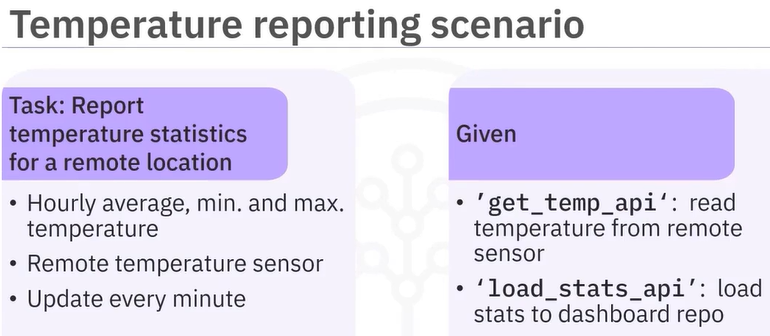 Temperature reporting scenario
Task: Report
temperature statistics
for a remote location
• Hourly average, min. and max.
temperature
• Remote temperature sensor
• Update every minute
Given
• ’get_temp_api‘: read
temperature from remote
sensor
• ‘load_stats_api’: load
stats to dashboard repo